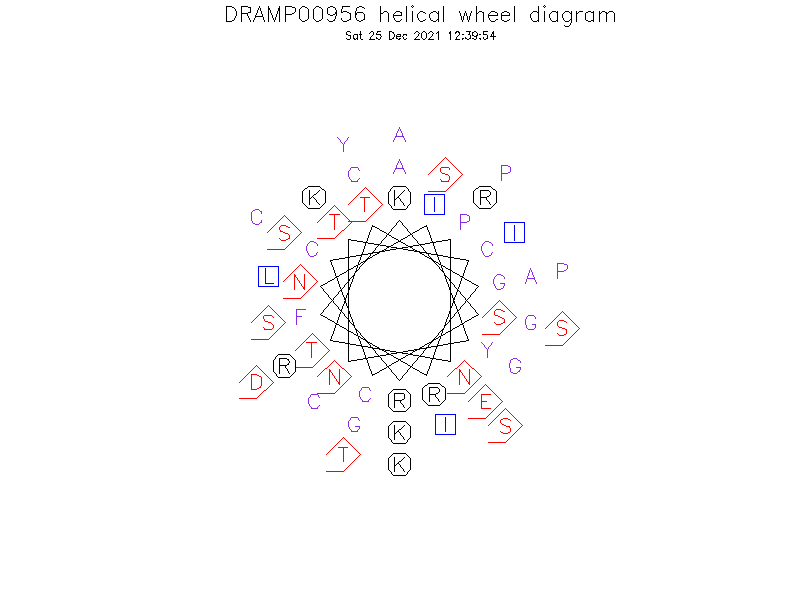 DRAMP00956 helical wheel diagram
Sat 25 Dec 2021 12:39:54
Y A
C A S P
K T K I R
C S T C P C I
L N G A P
S F S G S
D R T N Y G
C C R R N E S
G K I
T K